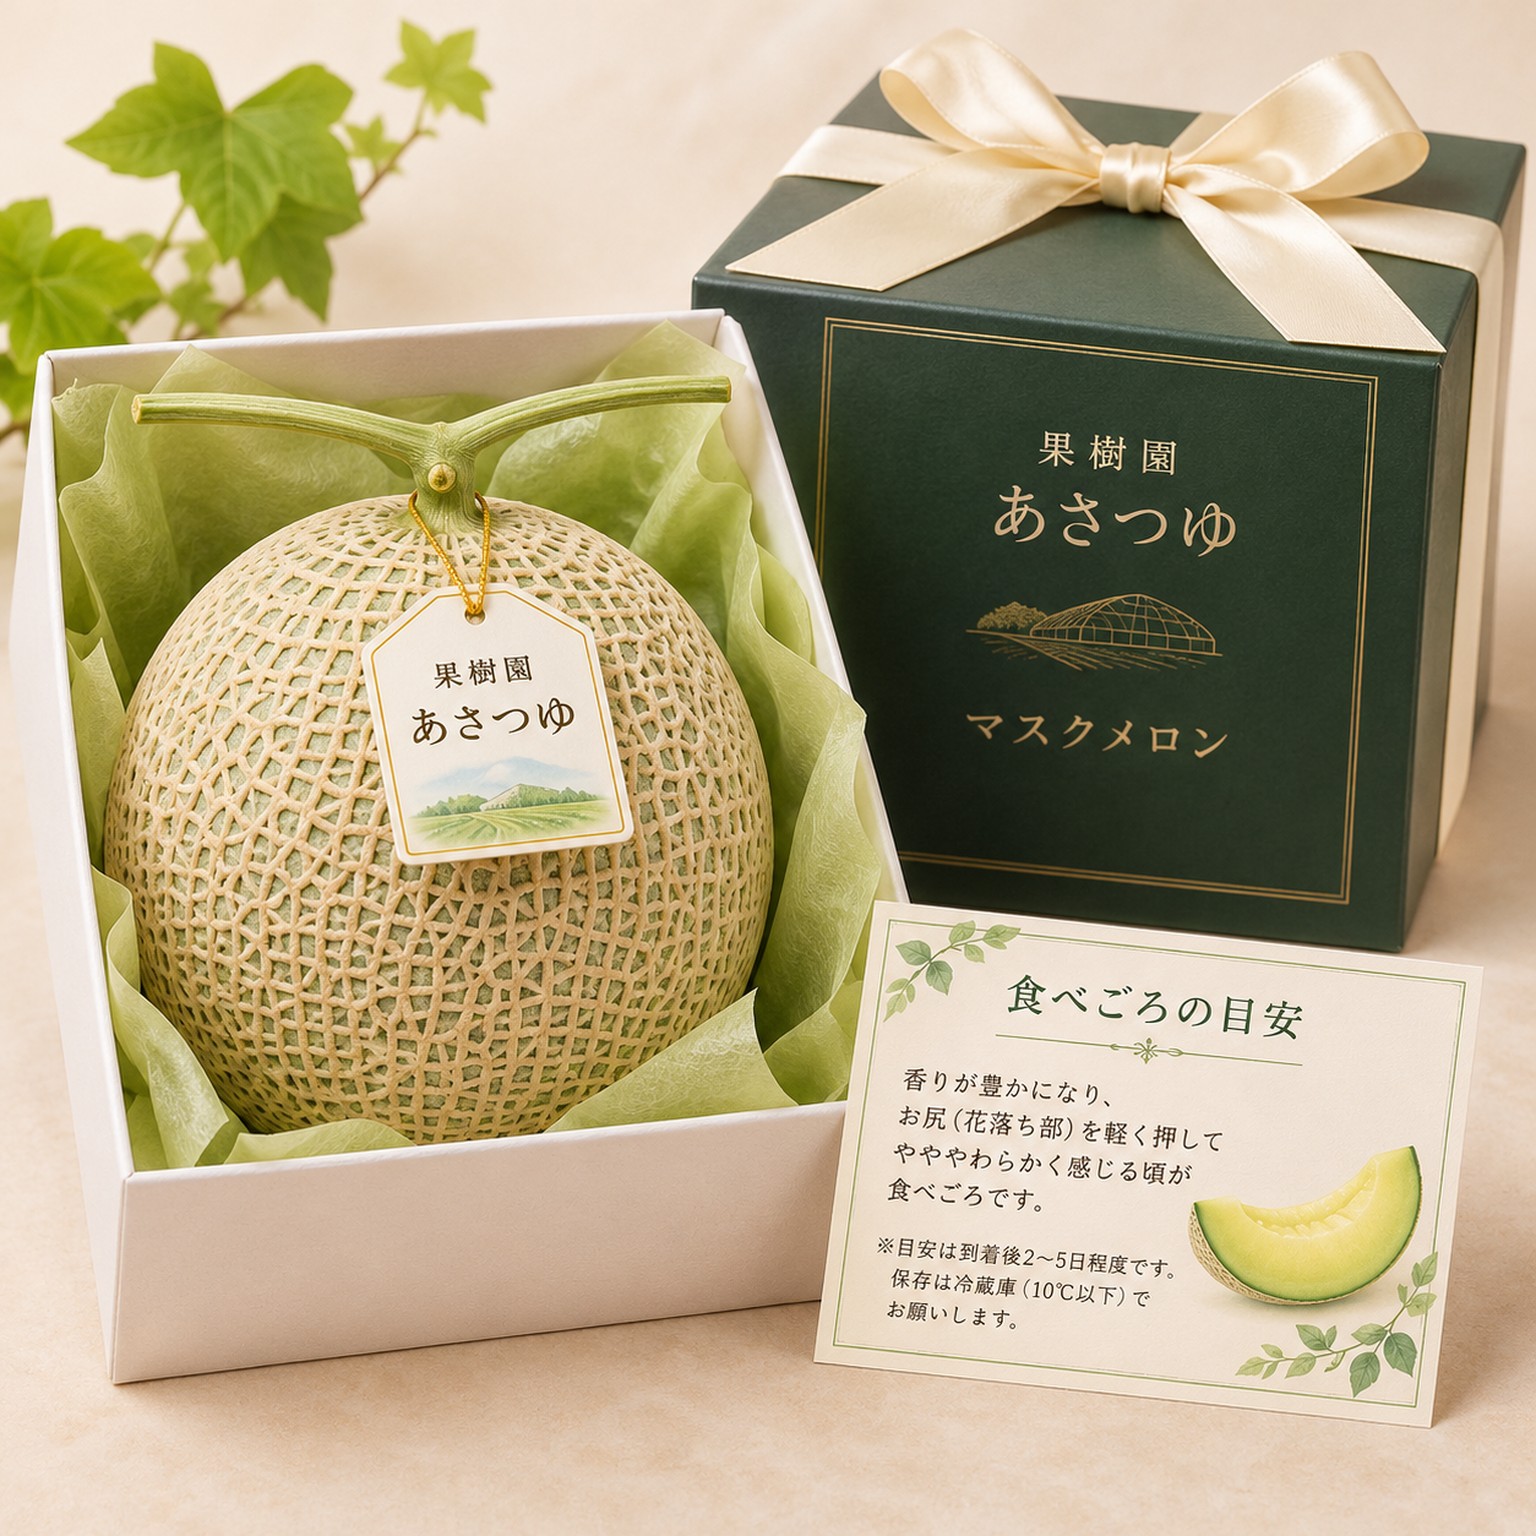 果樹園
あさつゆ
果樹園
あさつゆ
マスクメロン
食べごろの目安
香りが豊かになり、
お尻(花落ち部)を軽く押して
やややわらかく感じる頃が
食べごろです。
※目安は到着後2〜5日程度です。
保存は冷蔵庫(10℃以下)で
お願いします。